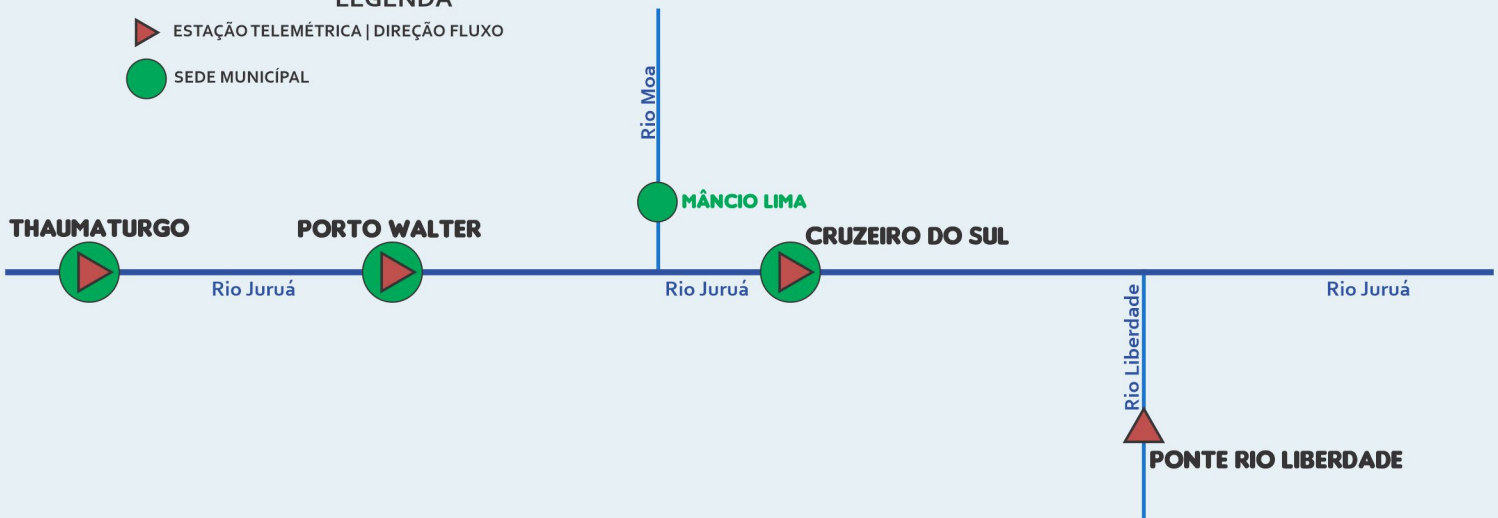 LEGENDA
ESTAÇÃO TELEMÉTRICA | DIREÇÃO FLUXO
SEDE MUNICÍPAL
Rio Moa
MÂNCIO LIMA
THAUMATURGO
PORTO WALTER
CRUZEIRO DO SUL
Rio Juruá
Rio Juruá
Rio Juruá
Rio Liberdade
PONTE RIO LIBERDADE